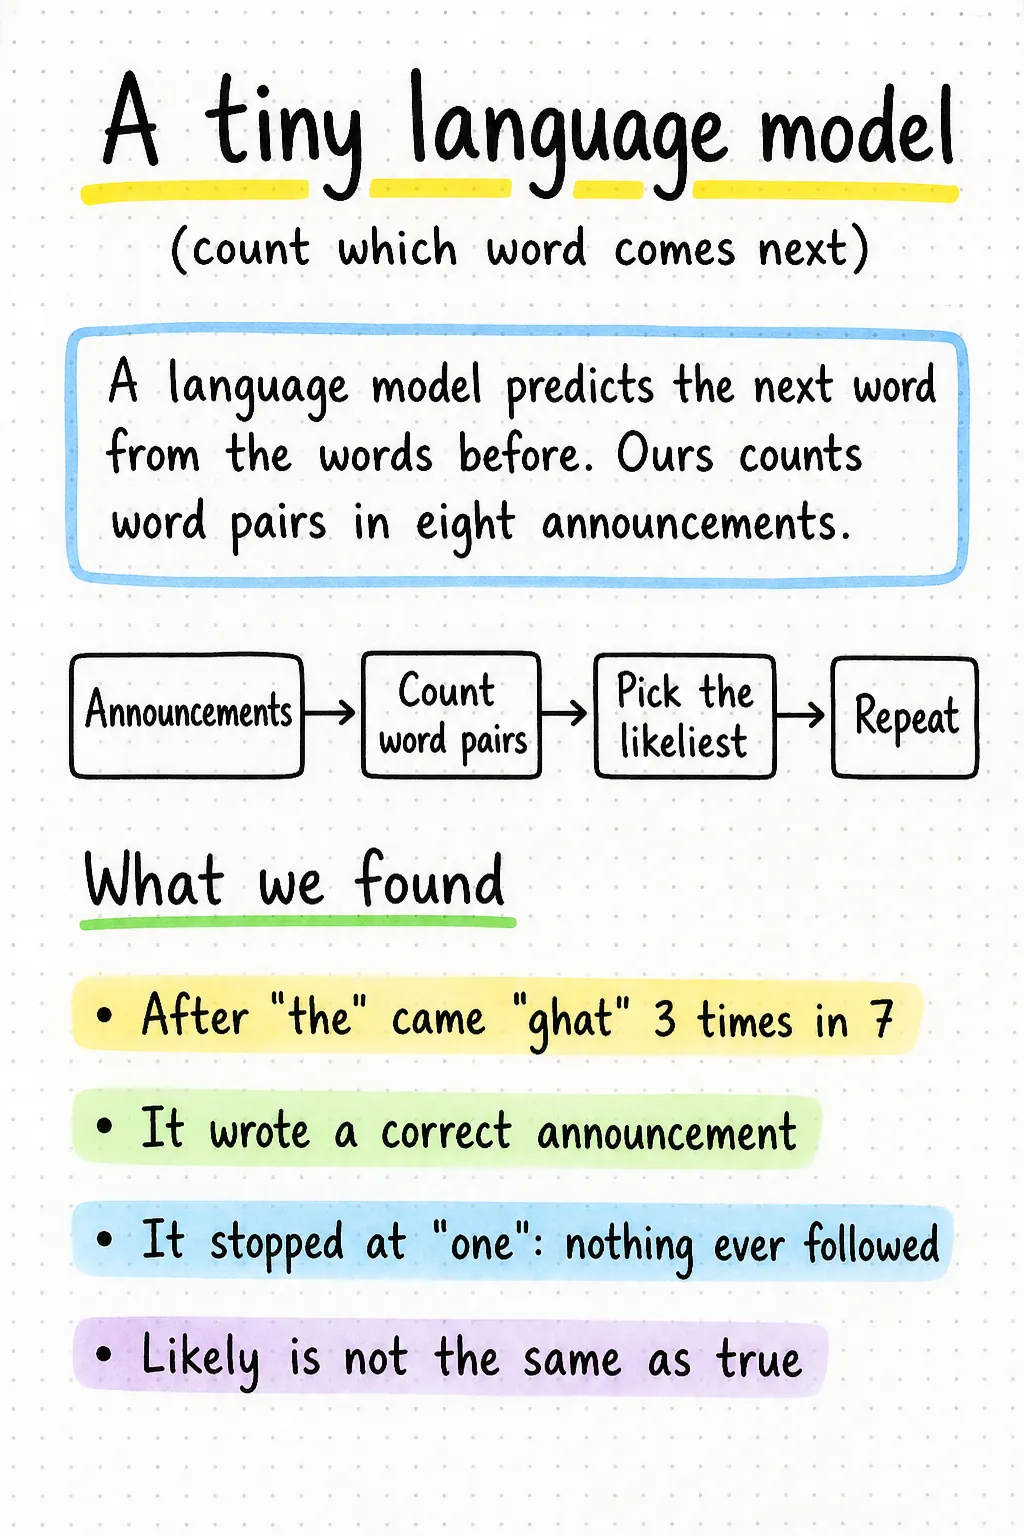 A tiny language model
(count which word comes next)
A language model predicts the next word
from the words before. Ours counts
word pairs in eight announcements.
Announcements
Count
word pairs
Pick the
likeliest
Repeat
What we found
• After "the" came "ghat" 3 times in 7
• It wrote a correct announcement
• It stopped at "one": nothing ever followed
• Likely is not the same as true